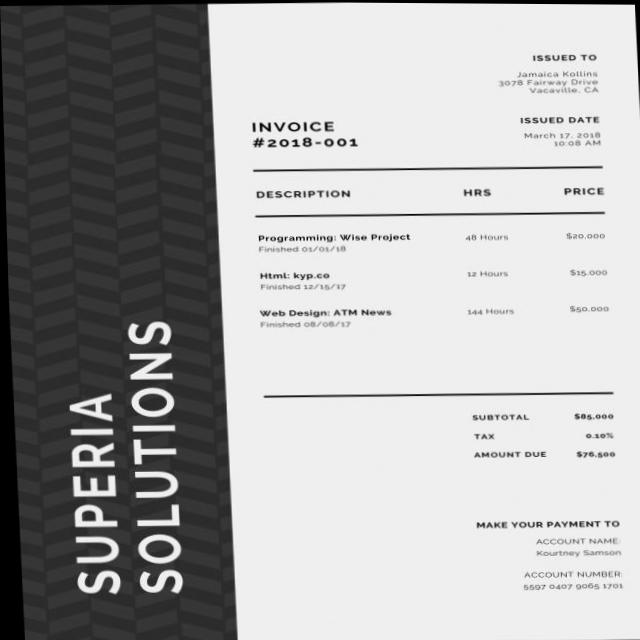 SUPERIA
SOLUTIONS
ISSUED TO
Jamaica Kollins
3078 Fairway Drive
Vacaville, CA
INVOICE
#2018-001
ISSUED DATE
March 17, 2018
10:08 AM
DESCRIPTION HRS PRICE
Programming: Wise Project 48 Hours $20.000
Finished 01/01/18
Html: kyp.co 12 Hours $15.000
Finished 12/15/17
Web Design: ATM News 144 Hours $50.000
Finished 08/08/17
SUBTOTAL $85.000
TAX 0.10%
AMOUNT DUE $76,500
MAKE YOUR PAYMENT TO
ACCOUNT NAME:
Kourtney Samson
ACCOUNT NUMBER:
5597 0407 9065 1701